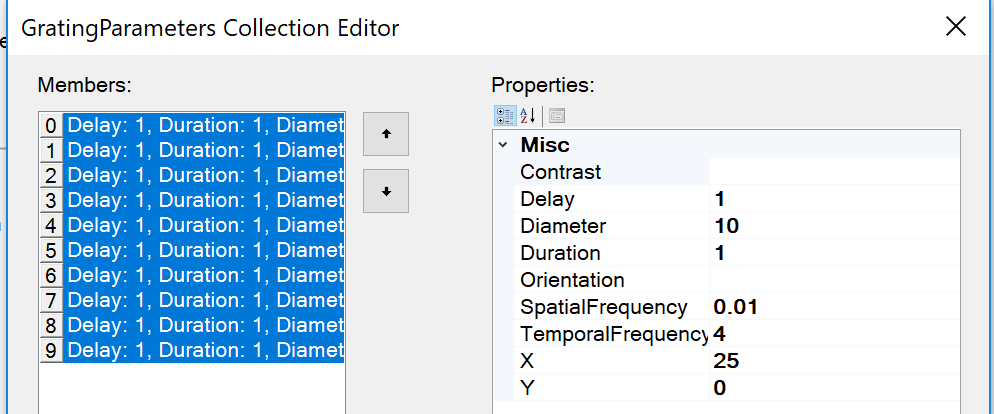 GratingParameters Collection Editor
Members:
0 Delay: 1, Duration: 1, Diamet
1 Delay: 1, Duration: 1, Diamet
2 Delay: 1, Duration: 1, Diamet
3 Delay: 1, Duration: 1, Diamet
4 Delay: 1, Duration: 1, Diamet
5 Delay: 1, Duration: 1, Diamet
6 Delay: 1, Duration: 1, Diamet
7 Delay: 1, Duration: 1, Diamet
8 Delay: 1, Duration: 1, Diamet
9 Delay: 1, Duration: 1, Diamet
Properties:
Misc
Contrast
Delay 1
Diameter 10
Duration 1
Orientation
SpatialFrequency 0.01
TemporalFrequency 4
X 25
Y 0